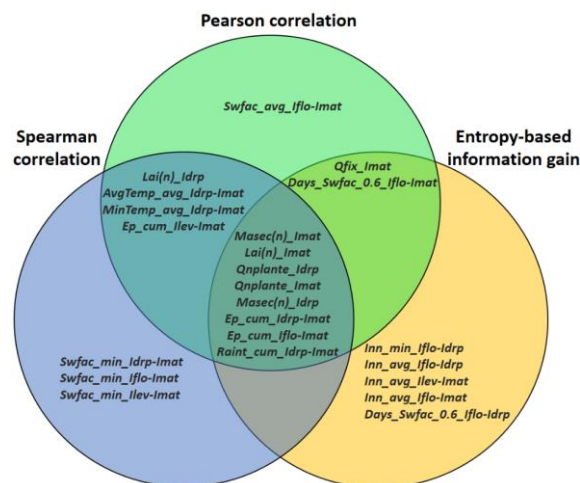 Pearson correlation
Swfac_avg_Iflo-Imat
Spearman
correlation
Entropy-based
information gain
Qfix_Imat
Days_Swfac_0.6_Iflo-Imat
Lai(n)_Idrp
AvgTemp_avg_Idrp-Imat
MinTemp_avg_Idrp-Imat
Ep_cum_Ilev-Imat
Masec(n)_Imat
Lai(n)_Imat
Qnplante_Idrp
Qnplante_Imat
Masec(n)_Idrp
Ep_cum_Idrp-Imat
Ep_cum_Iflo-Imat
Raint_cum_Idrp-Imat
Swfac_min_Idrp-Imat
Swfac_min_Iflo-Imat
Swfac_min_Ilev-Imat
Inn_min_Iflo-Idrp
Inn_avg_Iflo-Idrp
Inn_avg_Ilev-Imat
Inn_avg_Iflo-Imat
Days_Swfac_0.6_Iflo-Idrp